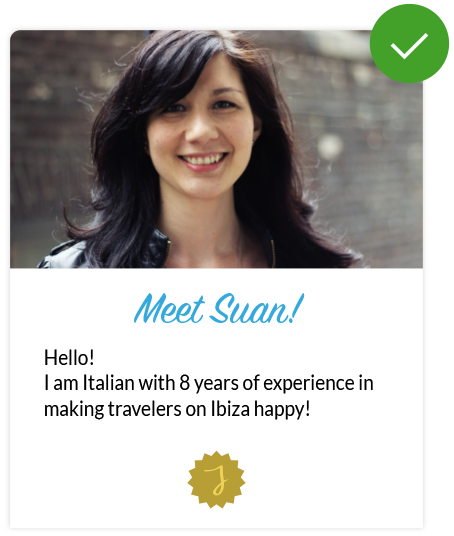 Meet Suan!
Hello!
I am Italian with 8 years of experience in
making travelers on Ibiza happy!
J